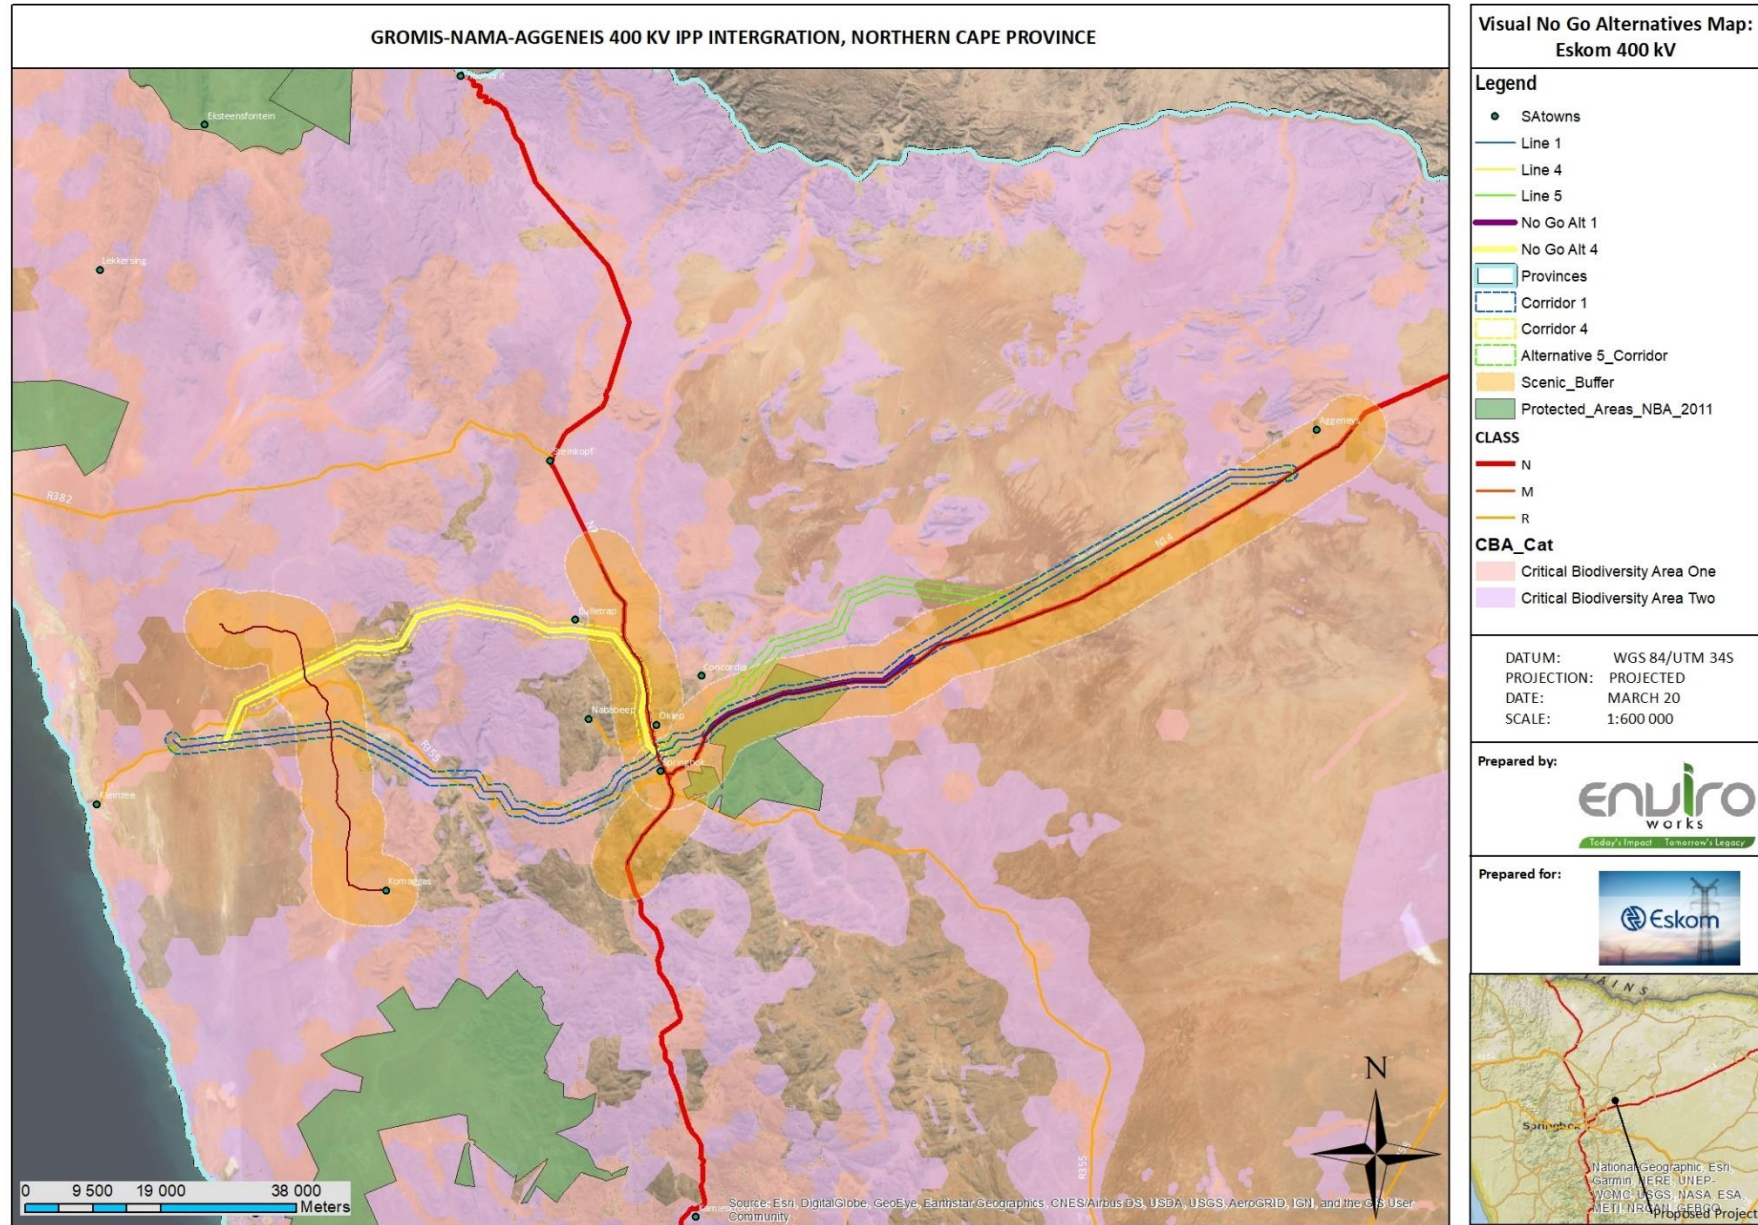 GROMIS-NAMA-AGGENEIS 400 KV IPP INTERGRATION, NORTHERN CAPE PROVINCE
Eksteensfontein
Lekkersing
Steinkopf
R382
N7
Aggeneys
N14
Bulletrap
Concordia
Nababeep
Okiep
R355
Springbok
Kleinzee
Komaggas
R355
N
0 9 500 19 000 38 000
Meters
Source: Esri, DigitalGlobe, GeoEye, Earthstar Geographics, CNES/Airbus DS, USDA, USGS, AeroGRID, IGN, and the GIS User
Community
Visual No Go Alternatives Map:
Eskom 400 kV
Legend
SAtowns
Line 1
Line 4
Line 5
No Go Alt 1
No Go Alt 4
Provinces
Corridor 1
Corridor 4
Alternative 5_Corridor
Scenic_Buffer
Protected_Areas_NBA_2011
CLASS
N
M
R
CBA_Cat
Critical Biodiversity Area One
Critical Biodiversity Area Two
DATUM: WGS 84/UTM 34S
PROJECTION: PROJECTED
DATE: MARCH 20
SCALE: 1:600 000
Prepared by:
enviro
works
Today's Impact Tomorrow's Legacy
Prepared for:
Eskom
AINS
Springbok
National Geographic, Esri,
Garmin, HERE, UNEP-
WCMC, USGS, NASA, ESA,
METI, NRCAN, GEBCO,
Proposed Project